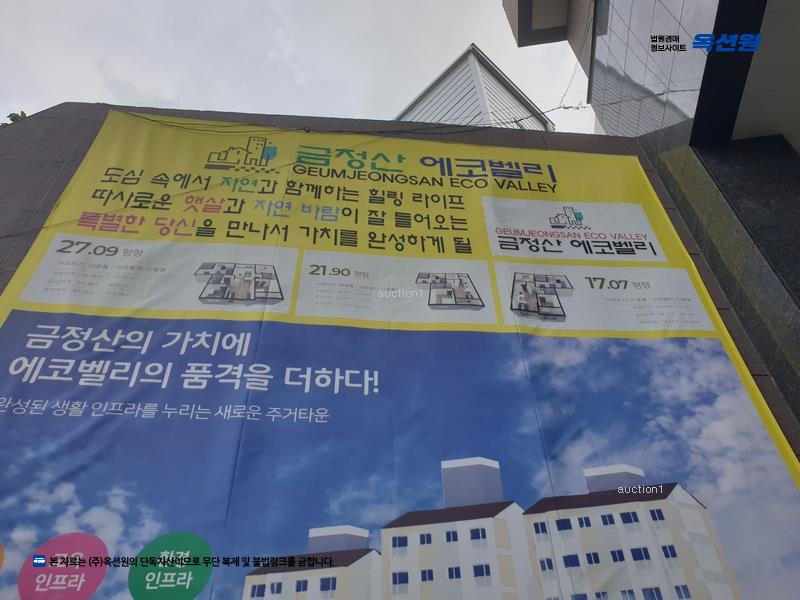 법원경매
정보사이트 옥션원
auction1
금정산 에코벨리
GEUMJEONGSAN ECO VALLEY
도심 속에서 자연과 함께하는 힐링 라이프
따사로운 햇살과 자연 바람이 잘 들어오는
특별한 당신을 만나서 가치를 완성하게 될
GEUMJEONGSAN ECO VALLEY
금정산 에코벨리
27.09 평형
21.90 평형
17.07 평형
auction1
금정산의 가치에
에코벨리의 품격을 더하다!
완성된 생활 인프라를 누리는 새로운 주거타운
auction1
교육
인프라
환경
인프라
본 자료는 (주)옥션원의 단독자산이므로 무단 복제 및 불법링크를 금합니다.